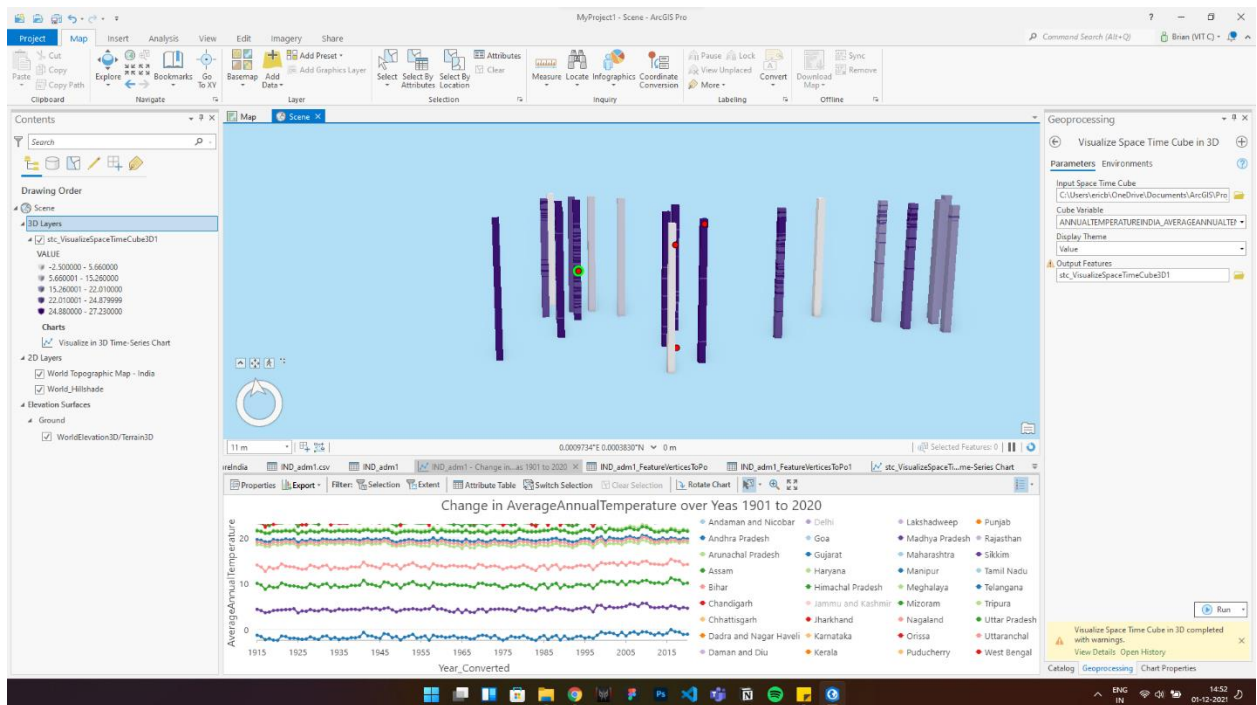 MyProject1 - Scene - ArcGIS Pro
Project Map Insert Analysis View Edit Imagery Share
Command Search (Alt+Q)
Brian (VIT C)
Paste Cut Copy Copy Path
Clipboard
Explore Bookmarks Go To XY
Navigate
Basemap Add Data Add Preset Add Graphics Layer
Layer
Select Select By Attributes Select By Location Attributes Clear
Selection
Measure Locate Infographics Coordinate Conversion
Inquiry
Pause Lock View Unplaced More Convert
Labeling
Download Map Sync Remove
Offline
Contents
Search
Drawing Order
Scene
3D Layers
stc_VisualizeSpaceTimeCube3D1
VALUE
-2.500000 - 5.660000
5.660001 - 15.260000
15.260001 - 22.010000
22.010001 - 24.879999
24.880000 - 27.230000
Charts
Visualize in 3D Time-Series Chart
2D Layers
World Topographic Map - India
World_Hillshade
Elevation Surfaces
Ground
WorldElevation3D/Terrain3D
Map Scene
11 m
0.0009734°E 0.0003830°N 0 m
Selected Features: 0
reIndia IND_adm1.csv IND_adm1 IND_adm1 - Change in...as 1901 to 2020 IND_adm1_FeatureVerticesToPo IND_adm1_FeatureVerticesToPo1 stc_VisualizeSpaceTi...me-Series Chart
Properties Export Filter: Selection Extent Attribute Table Switch Selection Clear Selection Rotate Chart
Change in AverageAnnualTemperature over Yeas 1901 to 2020
AverageAnnualTemperature
20
10
0
1915 1925 1935 1945 1955 1965 1975 1985 1995 2005 2015
Year_Converted
Andaman and Nicobar Delhi Lakshadweep Punjab
Andhra Pradesh Goa Madhya Pradesh Rajasthan
Arunachal Pradesh Gujarat Maharashtra Sikkim
Assam Haryana Manipur Tamil Nadu
Bihar Himachal Pradesh Meghalaya Telangana
Chandigarh Jammu and Kashmir Mizoram Tripura
Chhattisgarh Jharkhand Nagaland Uttar Pradesh
Dadra and Nagar Haveli Karnataka Orissa Uttaranchal
Daman and Diu Kerala Puducherry West Bengal
Geoprocessing
Visualize Space Time Cube in 3D
Parameters Environments
Input Space Time Cube
C:\Users\ericb\OneDrive\Documents\ArcGIS\Pro
Cube Variable
ANNUALTEMPERATUREINDIA_AVERAGEANNUALTEM
Display Theme
Value
Output Features
stc_VisualizeSpaceTimeCube3D1
Run
Visualize Space Time Cube in 3D completed
with warnings.
View Details Open History
Catalog Geoprocessing Chart Properties
ENG
IN
14:52
01-12-2021